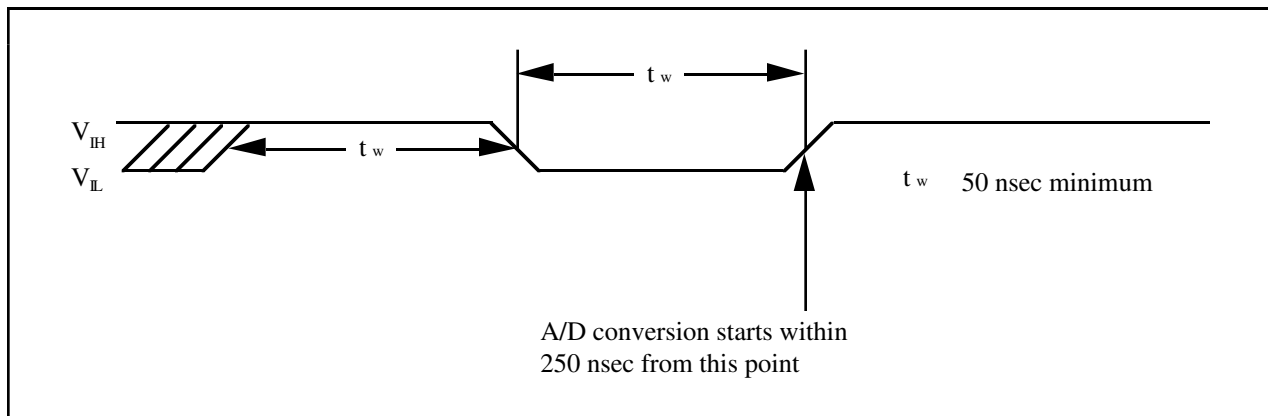 t w
V IH
t w
V IL
t w 50 nsec minimum
A/D conversion starts within
250 nsec from this point